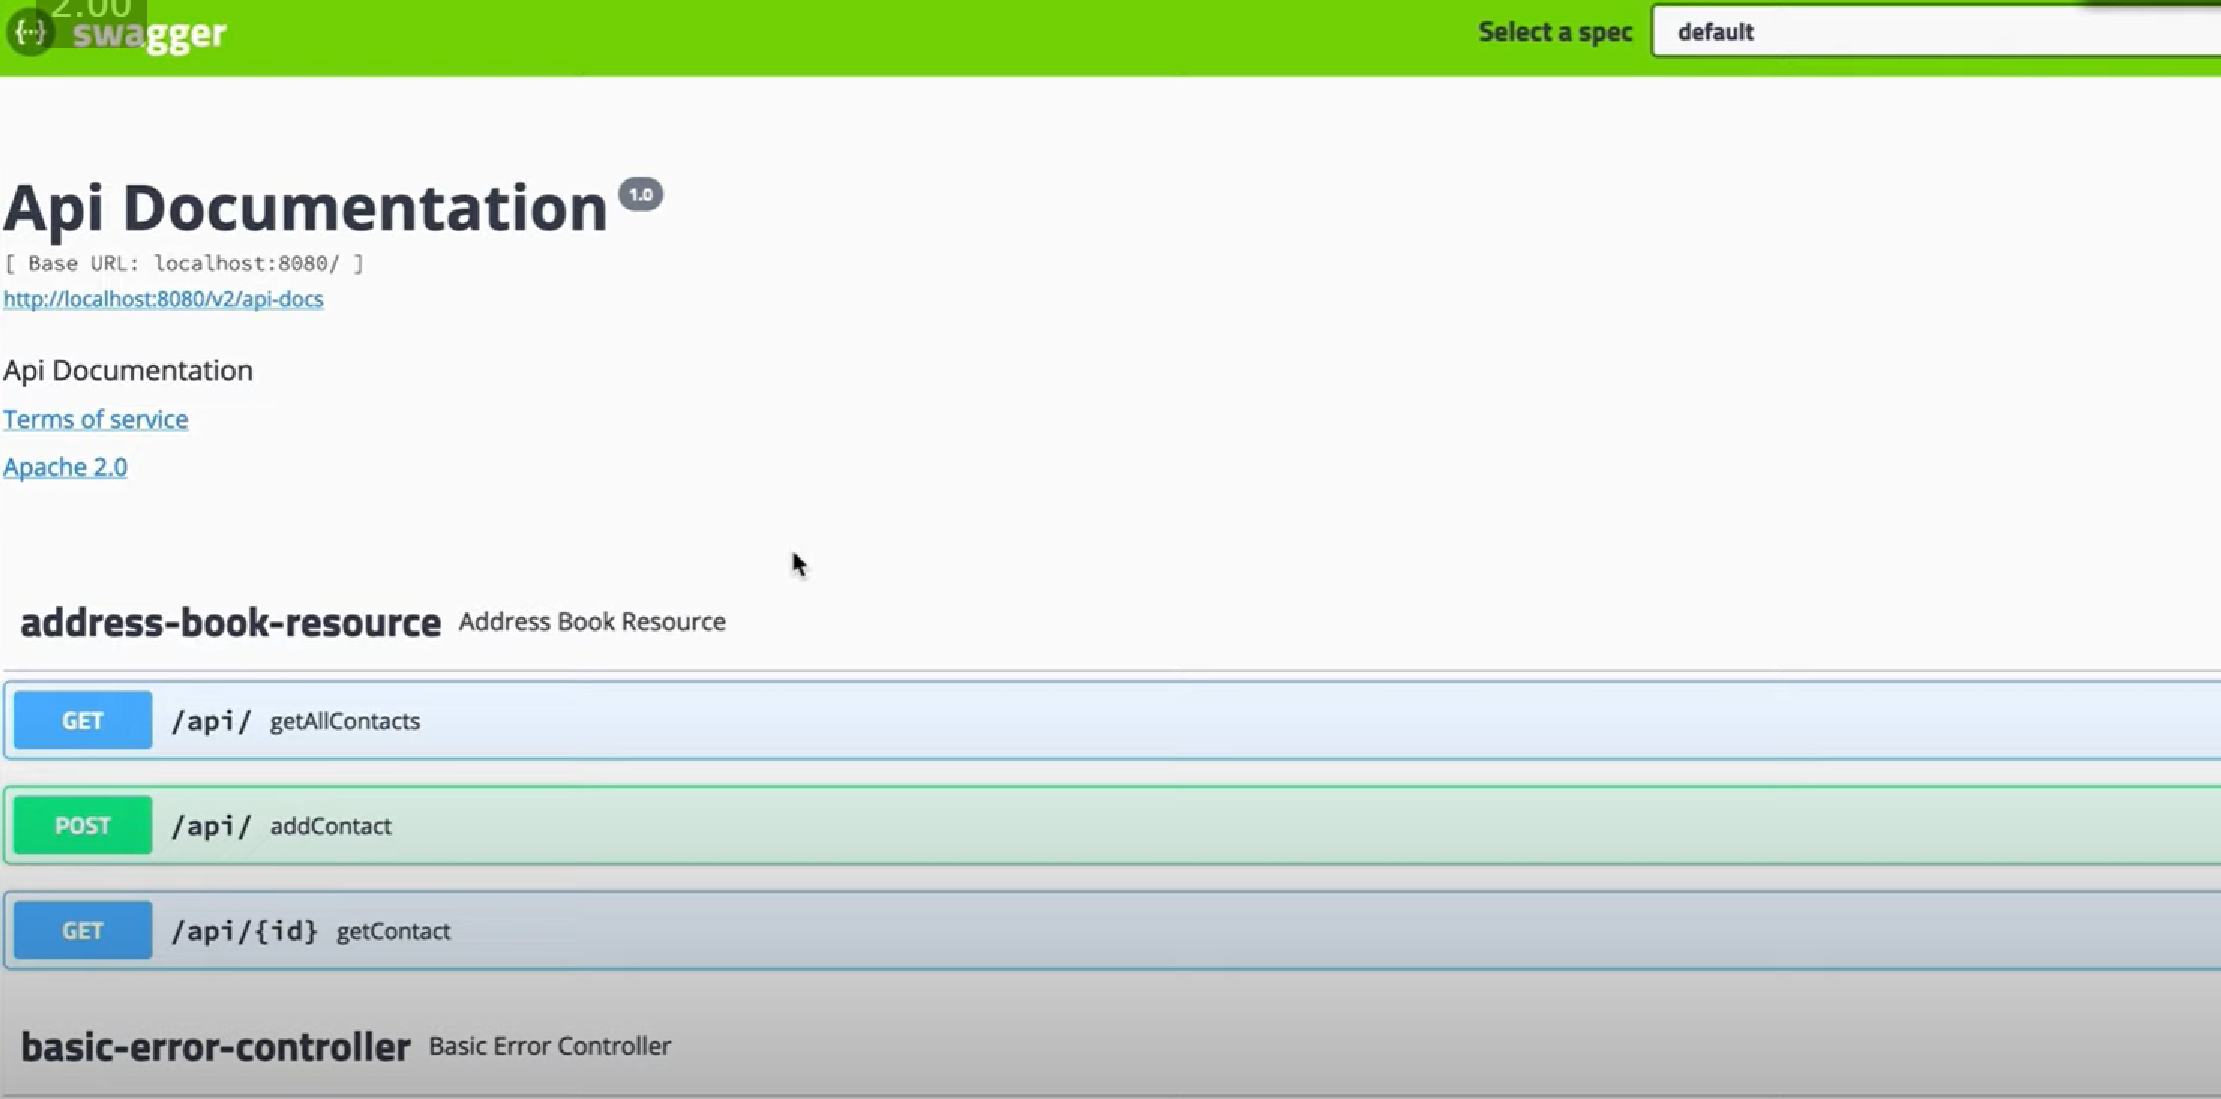 2.00
swagger
Select a spec
default
Api Documentation 1.0
[ Base URL: localhost:8080/ ]
http://localhost:8080/v2/api-docs
Api Documentation
Terms of service
Apache 2.0
address-book-resource Address Book Resource
GET /api/ getAllContacts
POST /api/ addContact
GET /api/{id} getContact
basic-error-controller Basic Error Controller